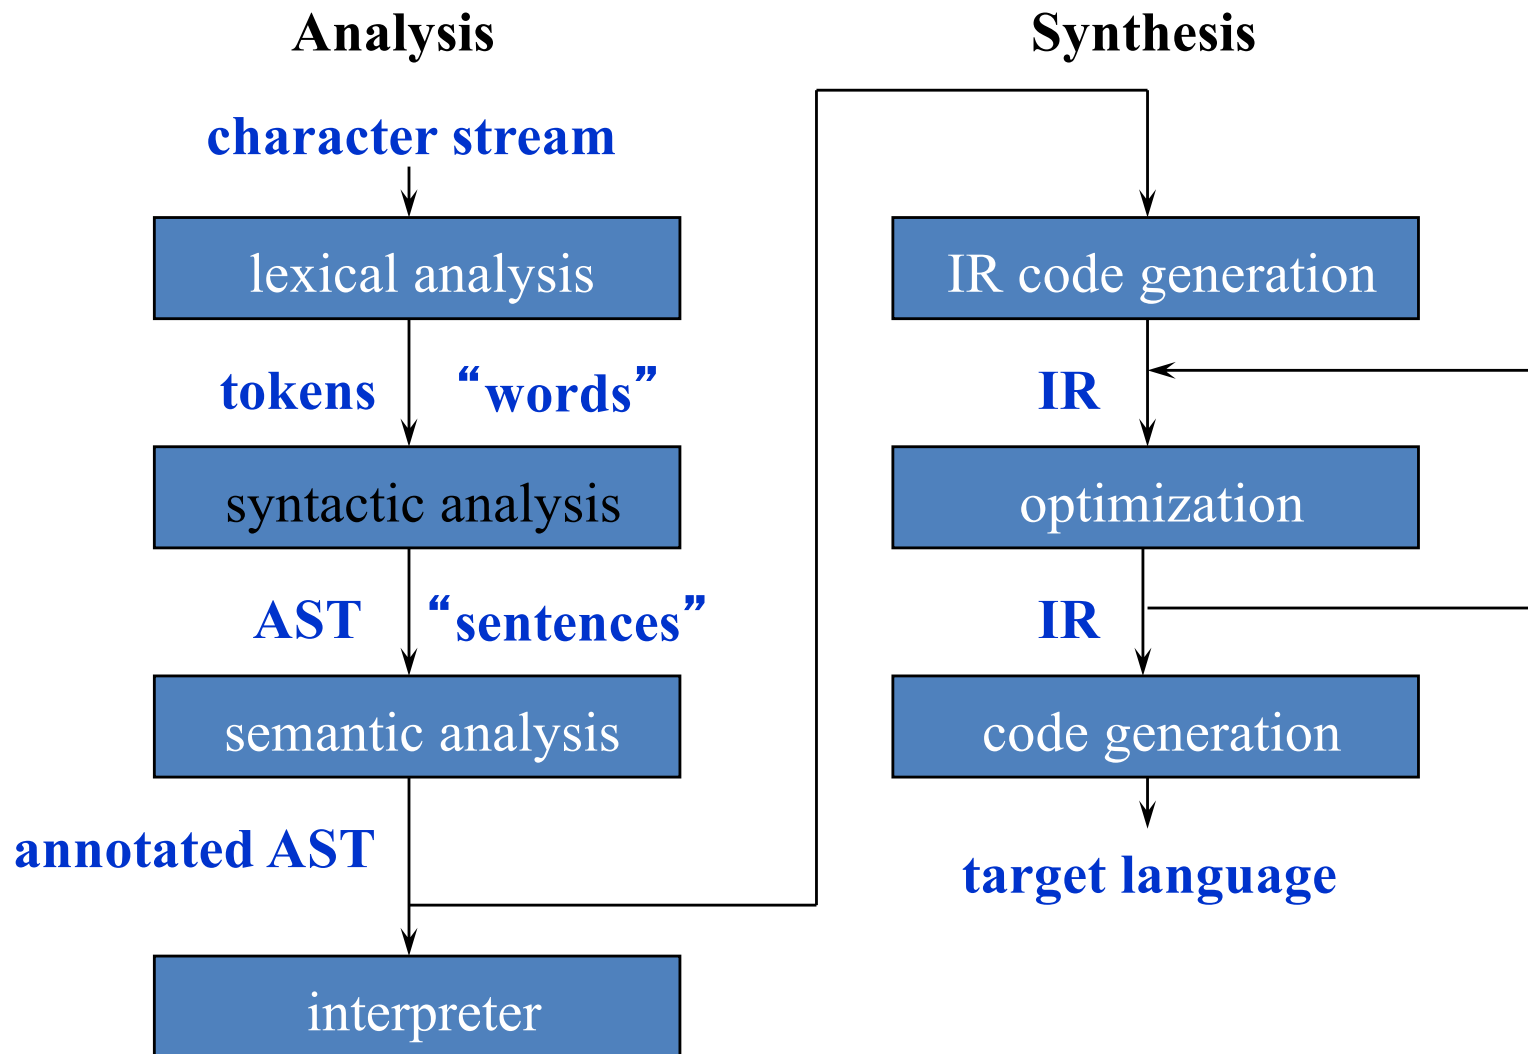 Analysis
character stream
lexical analysis
tokens “words”
syntactic analysis
AST “sentences”
semantic analysis
annotated AST
interpreter
Synthesis
IR code generation
IR
optimization
IR
code generation
target language